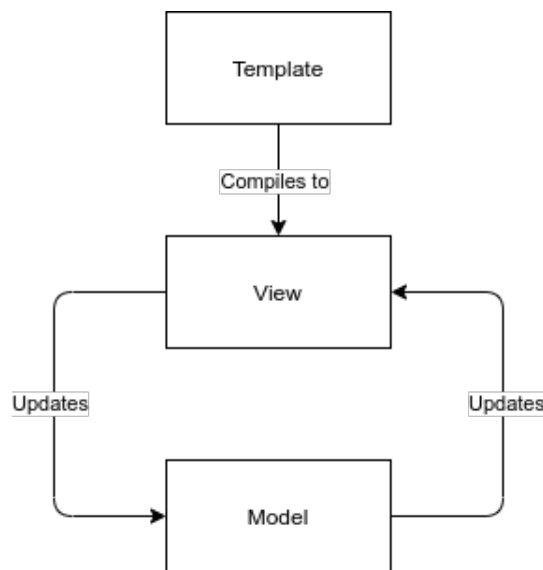 Template
Compiles to
View
Updates
Updates
Model